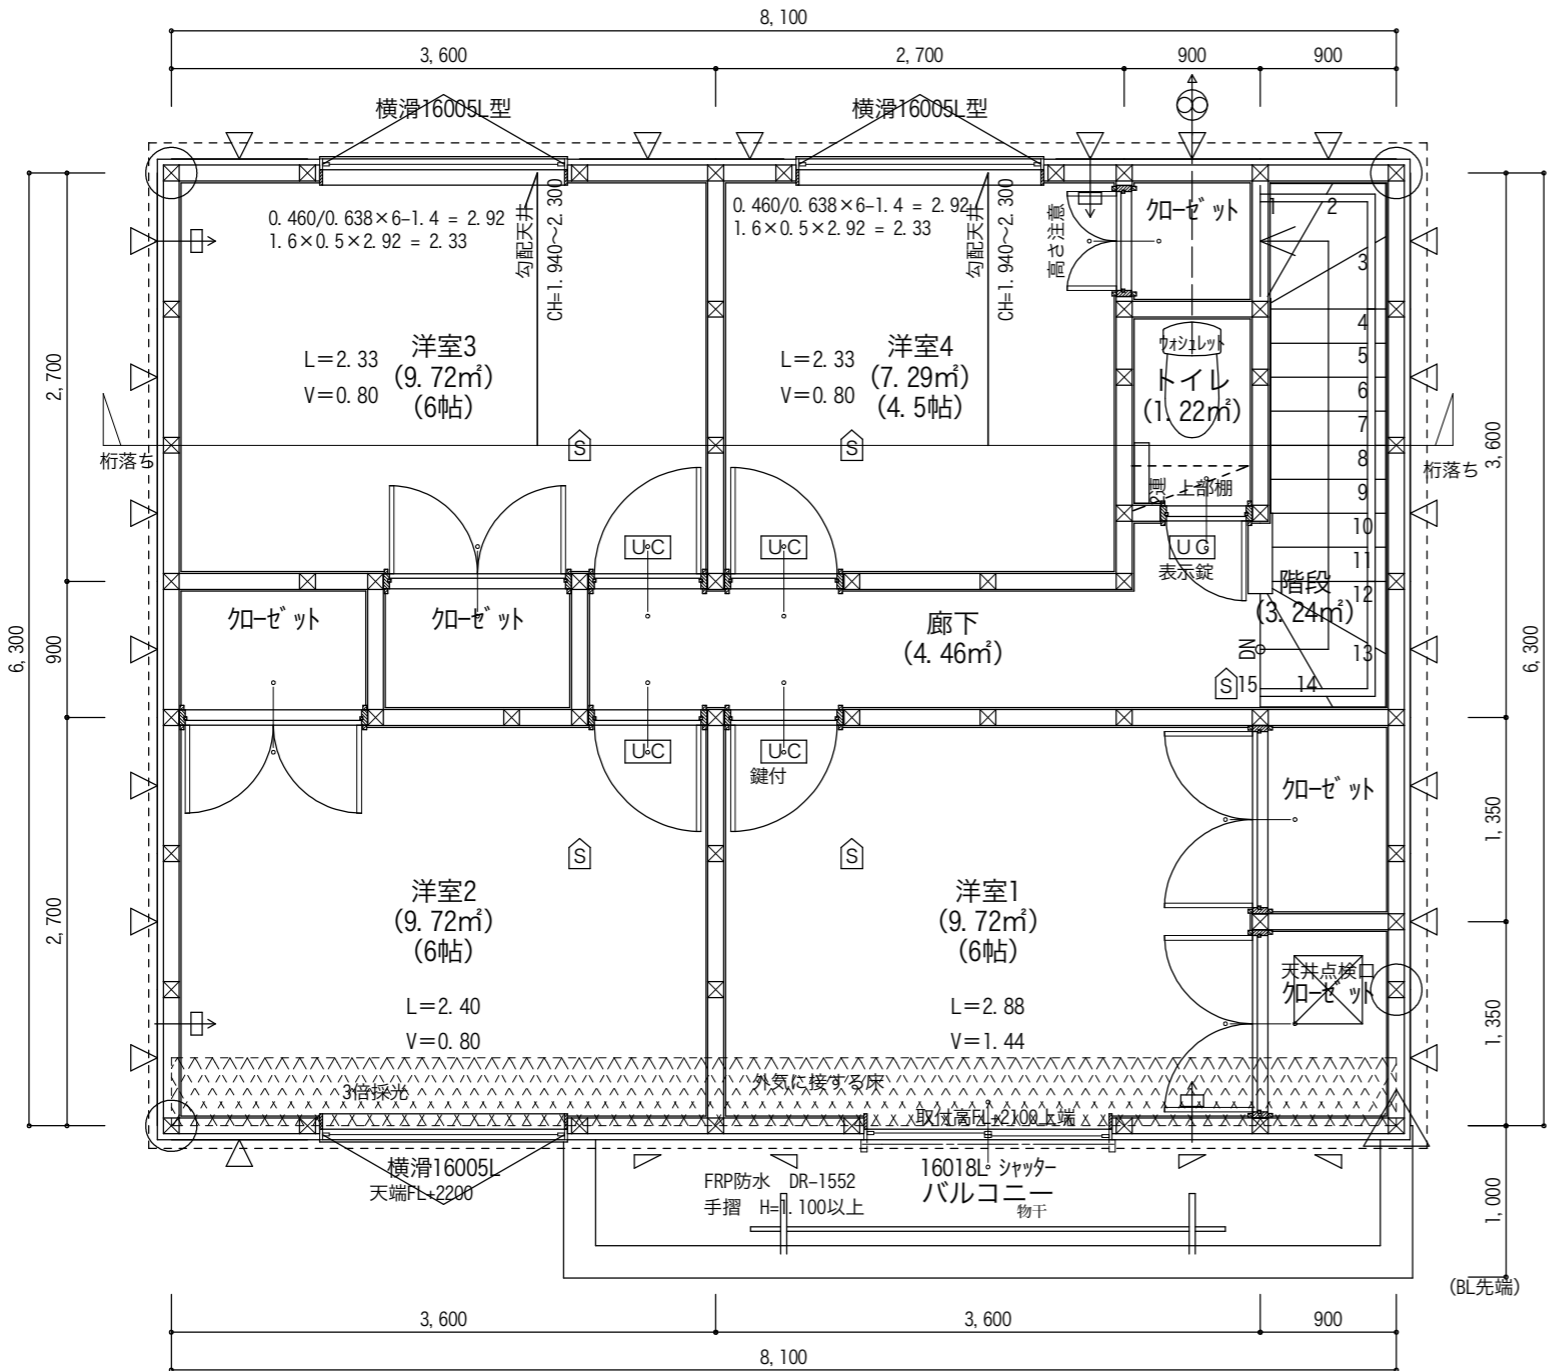 8,100
3,600
2,700
900
900
横滑16005L型
横滑16005L型
0.460/0.638×6-1.4 = 2.92
1.6×0.5×2.92 = 2.33
勾配天井
CH=1.940〜2.300
0.460/0.638×6-1.4 = 2.92
1.6×0.5×2.92 = 2.33
勾配天井
CH=1.940〜2.300
高さ注意
クローゼット
1
2
3
4
5
6
7
8
9
10
11
12
13
14
15
洋室3
(9.72㎡)
(6帖)
L=2.33
V=0.80
洋室4
(7.29㎡)
(4.5帖)
L=2.33
V=0.80
ウォシュレット
トイレ
(1.22㎡)
2,700
3,600
桁落ち
桁落ち
S
S
2連
上部棚
UC
UC
UC
表示錠
階段
(3.24㎡)
DN
S
クローゼット
クローゼット
廊下
(4.46㎡)
6,300
900
6,300
UC
UC
鍵付
クローゼット
S
S
洋室2
(9.72㎡)
(6帖)
L=2.40
V=0.80
洋室1
(9.72㎡)
(6帖)
L=2.88
V=1.44
2,700
1,350
1,350
天井点検口
クローゼット
3倍採光
外気に接する床
取付高FL+2100上端
横滑16005L
天端FL+2200
FRP防水 DR-1552
手摺 H=1.100以上
16018L シャッター
バルコニー
物干
1,000
(BL先端)
3,600
3,600
900
8,100